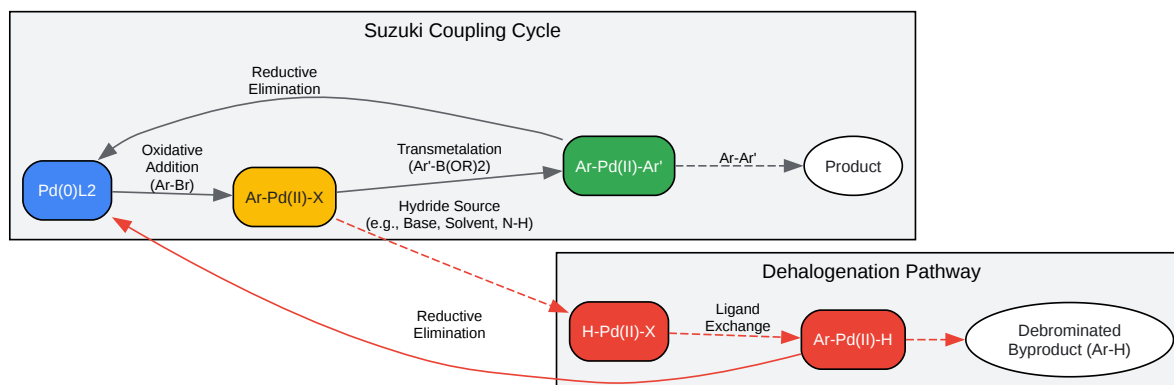 Suzuki Coupling Cycle
Reductive
Elimination
Oxidative
Addition
(Ar-Br)
Transmetalation
(Ar'-B(OR)2)
Ar-Ar'
Pd(0)L2
Ar-Pd(II)-X
Ar-Pd(II)-Ar'
Product
Hydride Source
(e.g., Base, Solvent, N-H)
Dehalogenation Pathway
Reductive
Elimination
H-Pd(II)-X
Ligand
Exchange
Ar-Pd(II)-H
Debrominated
Byproduct (Ar-H)